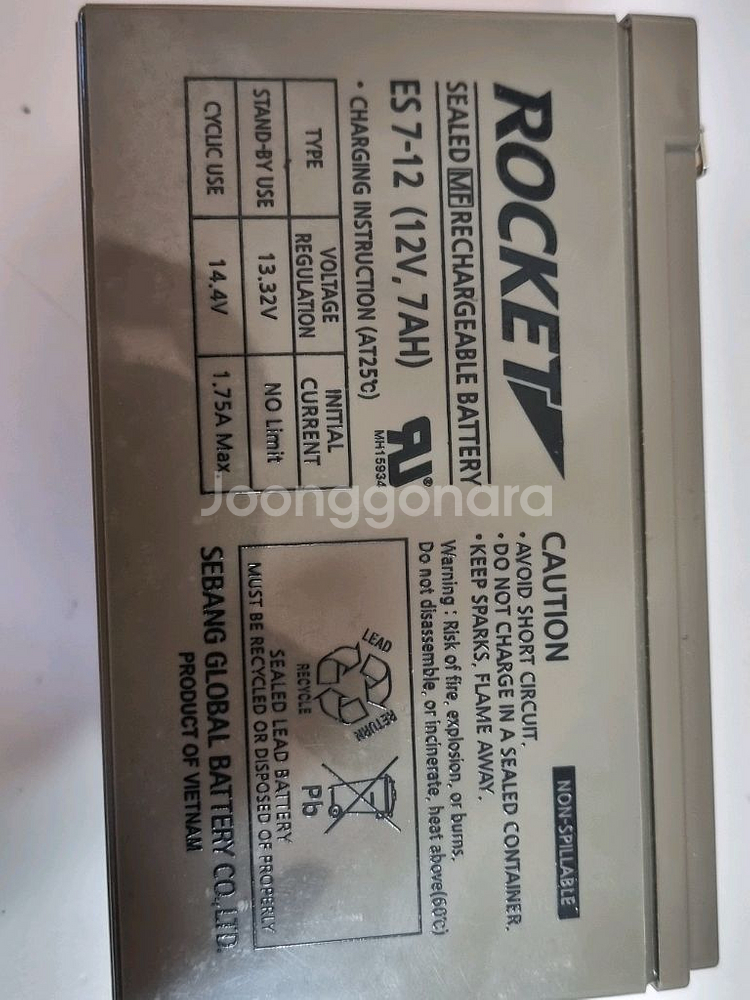 ROCKET
SEALED MF RECHARGEABLE BATTERY
ES 7-12 (12V, 7AH)
MH15934
• CHARGING INSTRUCTION (AT25℃)
TYPE VOLTAGE REGULATION INITIAL CURRENT
STAND-BY USE 13.32V NO Limit
CYCLIC USE 14.4V 1.75A Max
NON-SPILLABLE
CAUTION
• AVOID SHORT CIRCUIT.
• DO NOT CHARGE IN A SEALED CONTAINER.
• KEEP SPARKS, FLAME AWAY.
Warning : Risk of fire, explosion, or burns,
Do not disassemble, or incinerate, heat above(60℃)
LEAD
RETURN
RECYCLE
Pb
SEALED LEAD BATTERY
MUST BE RECYCLED OR DISPOSED OF PROPERLY
SEBANG GLOBAL BATTERY CO.,LTD.
PRODUCT OF VIETNAM
Joonggonara